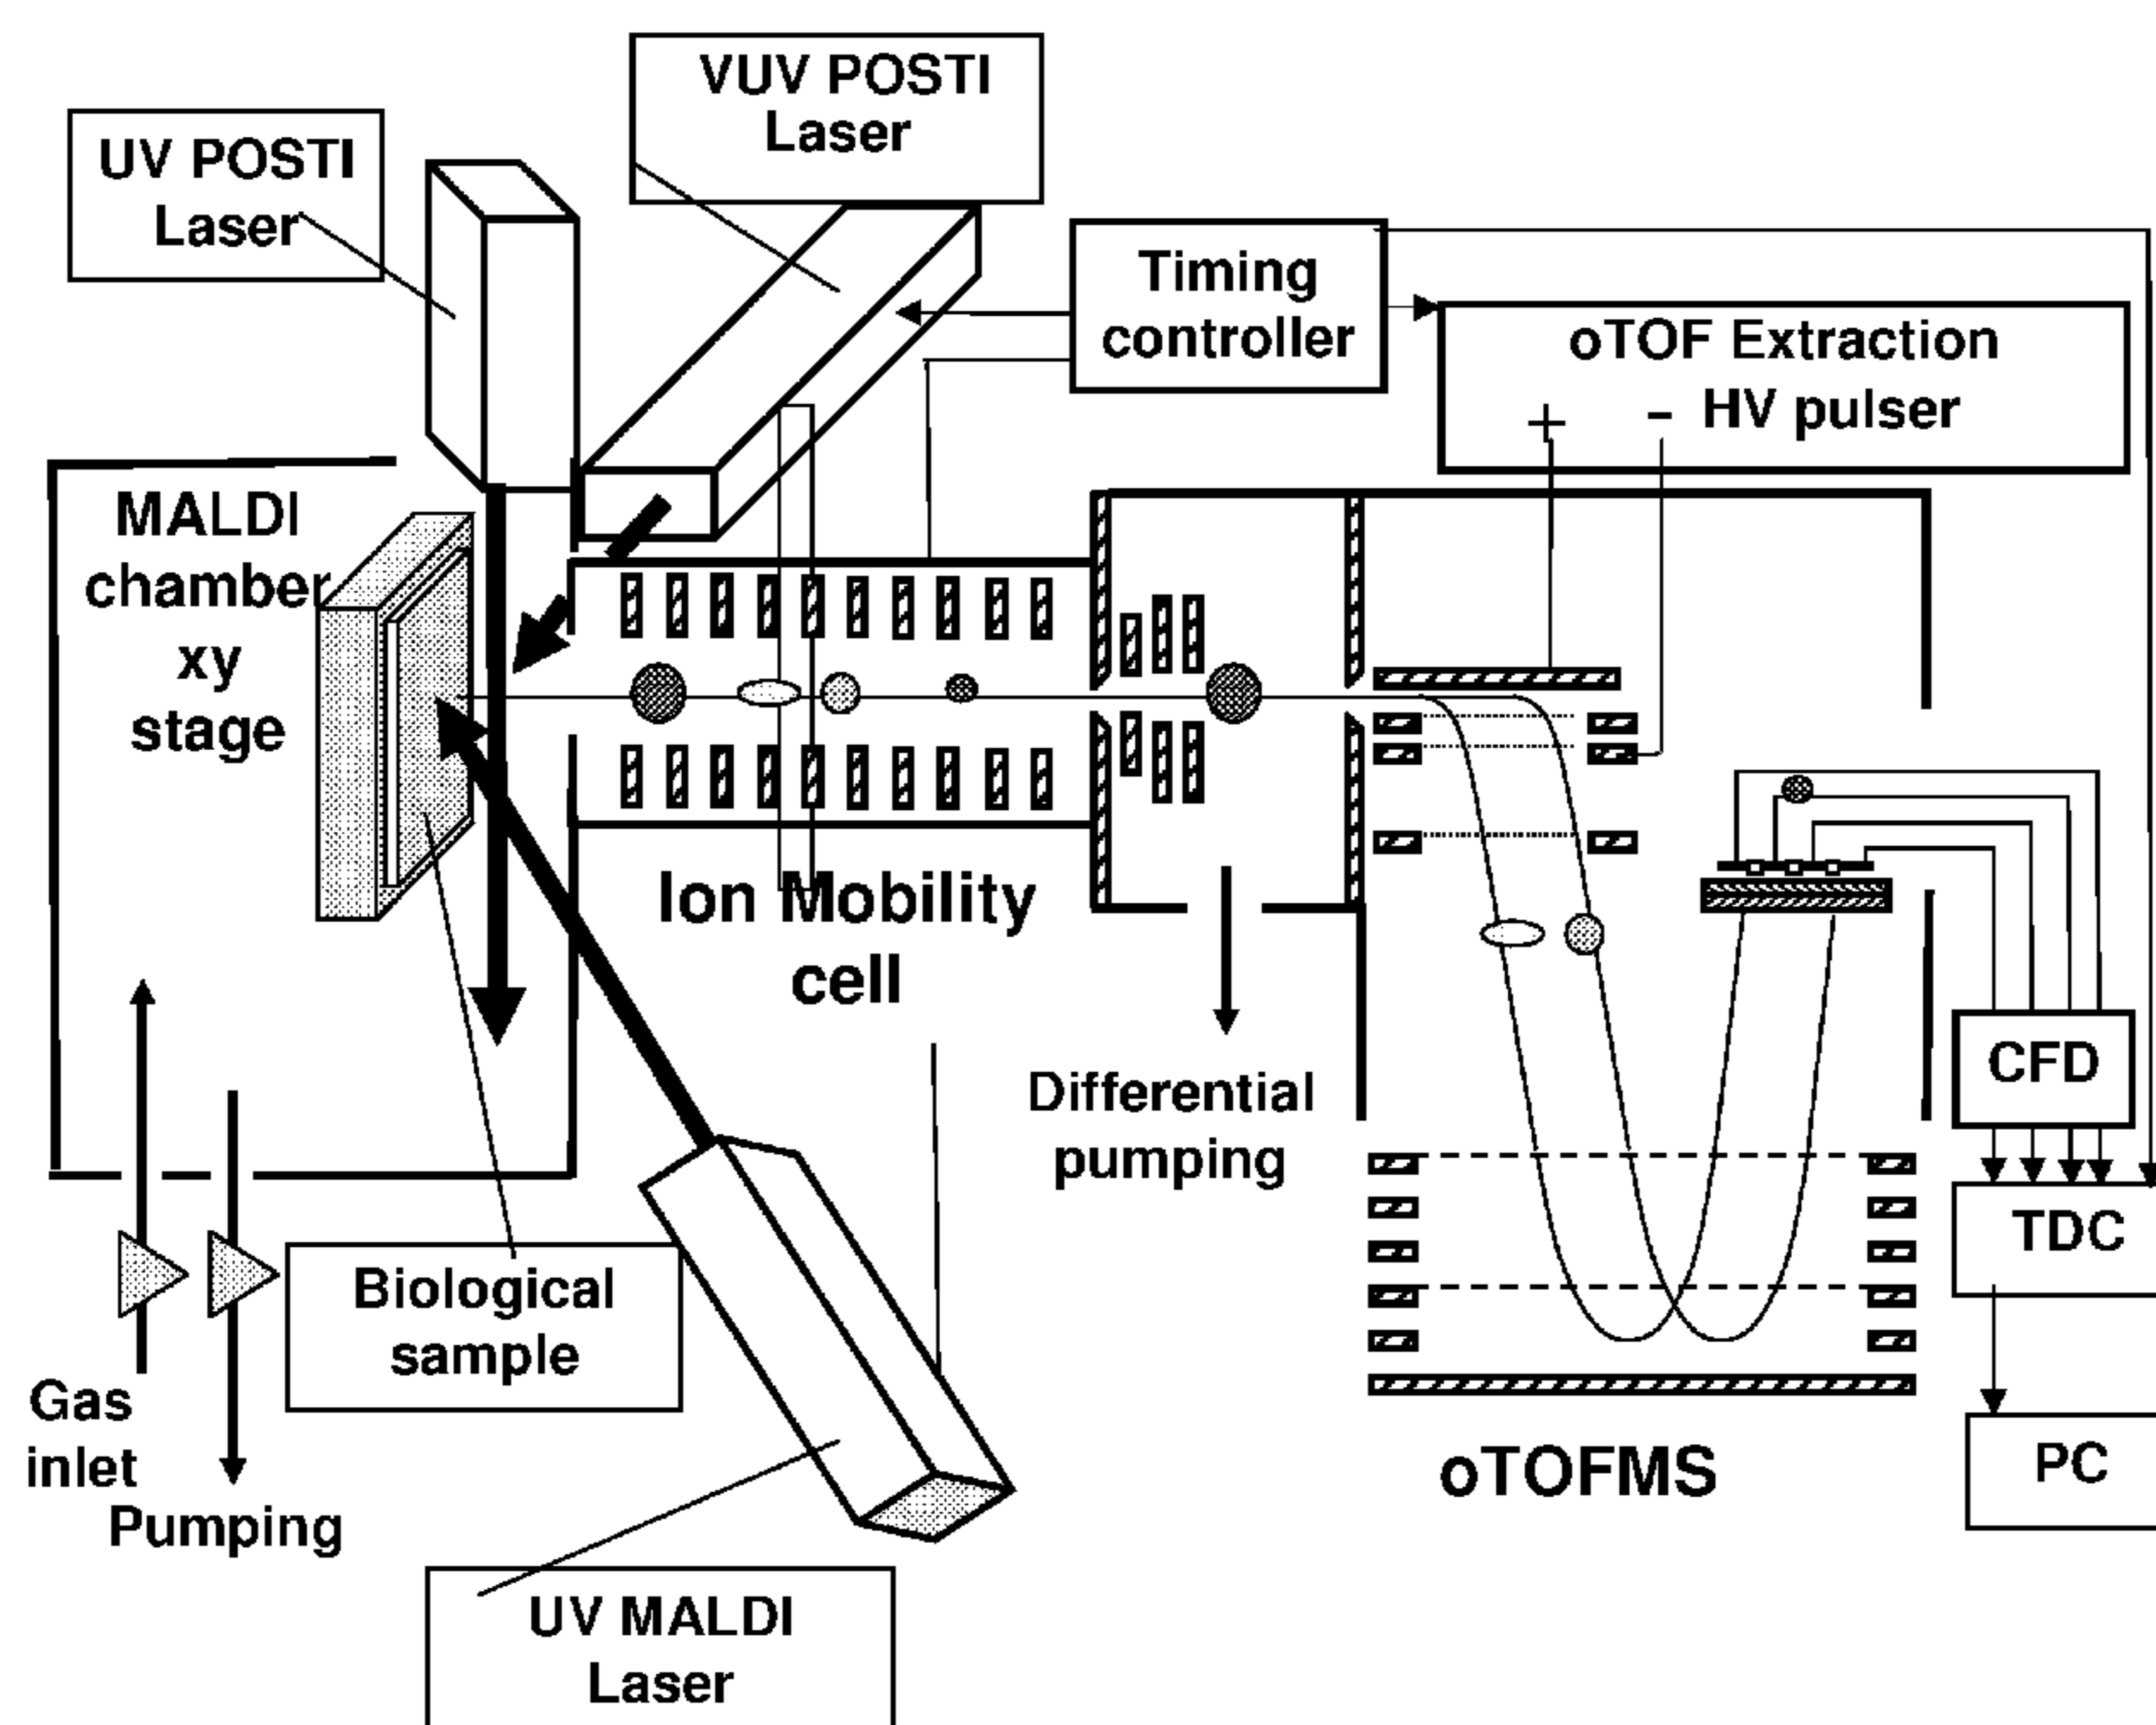 VUV POSTI
Laser
UV POSTI
Laser
Timing
controller
oTOF Extraction
+ - HV pulser
MALDI
chamber
xy
stage
Ion Mobility
cell
Differential
pumping
CFD
TDC
PC
Biological
sample
Gas
inlet
Pumping
oTOFMS
UV MALDI
Laser